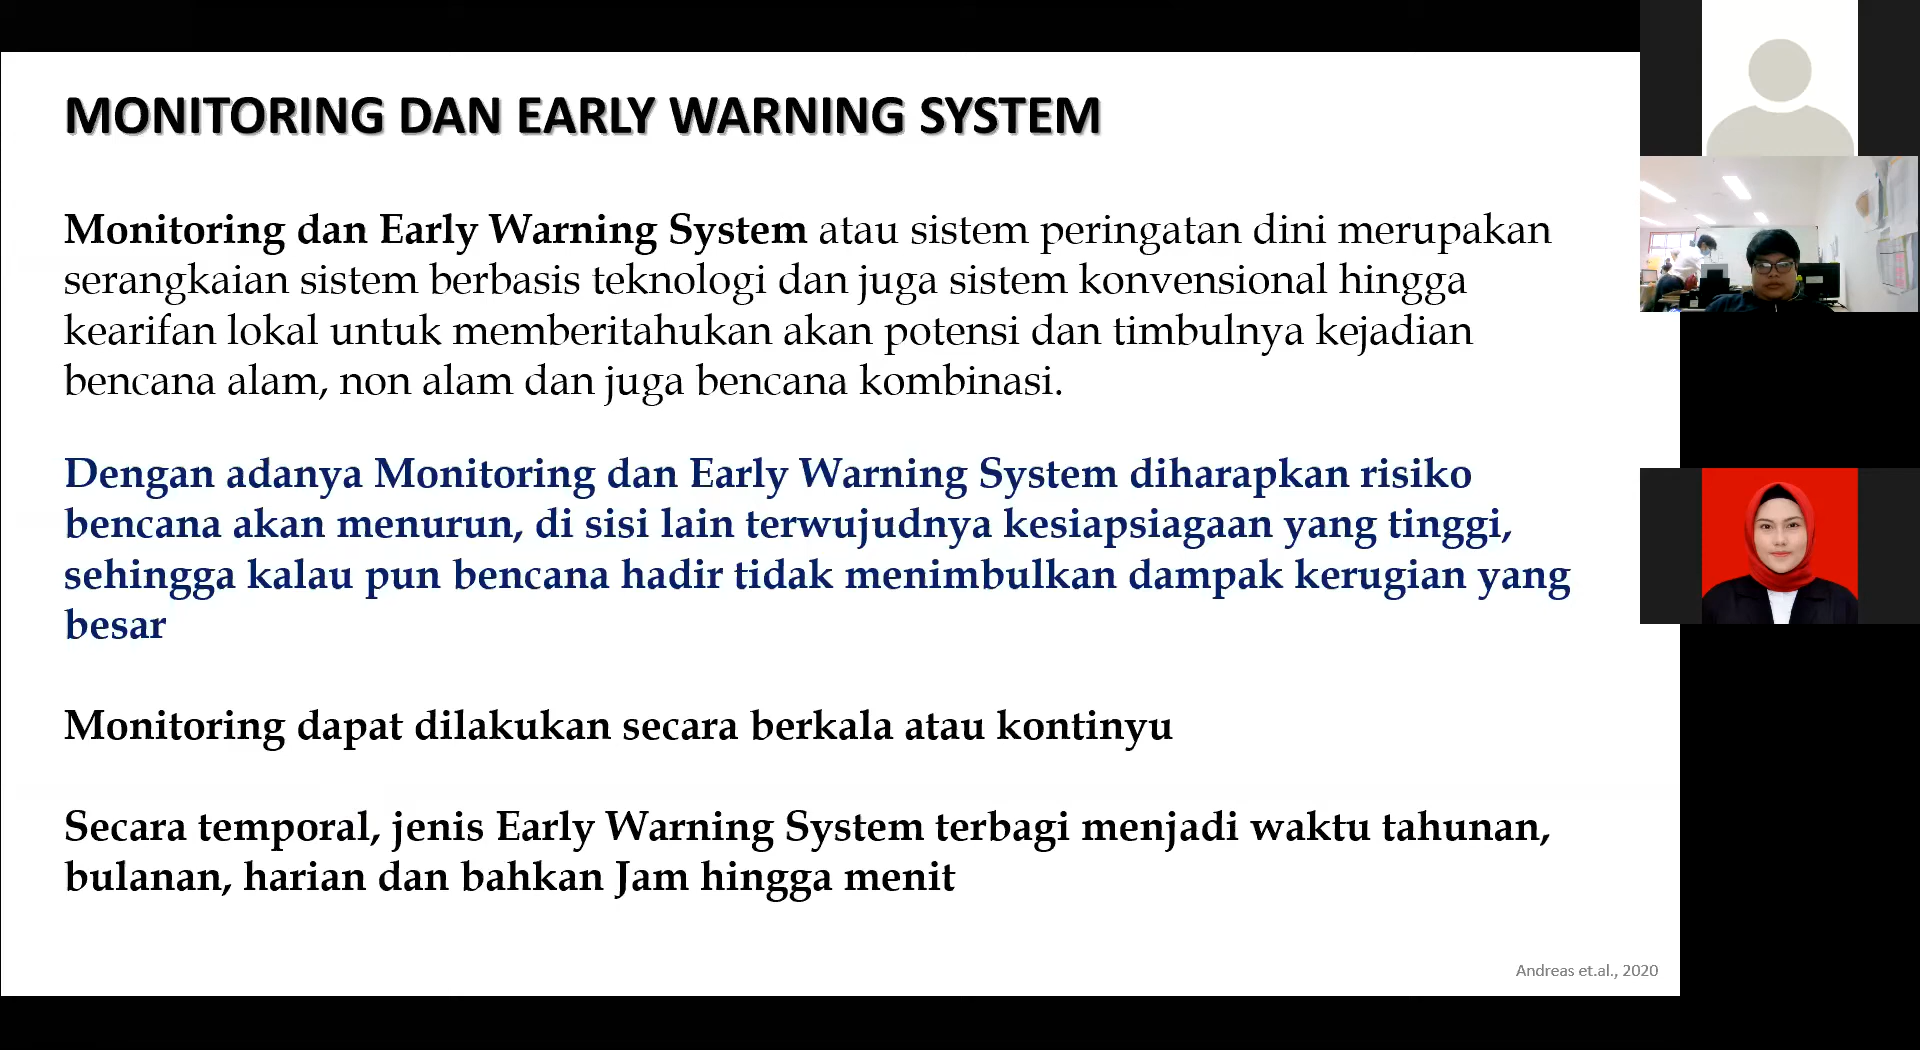 MONITORING DAN EARLY WARNING SYSTEM
Monitoring dan Early Warning System atau sistem peringatan dini merupakan
serangkaian sistem berbasis teknologi dan juga sistem konvensional hingga
kearifan lokal untuk memberitahukan akan potensi dan timbulnya kejadian
bencana alam, non alam dan juga bencana kombinasi.
Dengan adanya Monitoring dan Early Warning System diharapkan risiko
bencana akan menurun, di sisi lain terwujudnya kesiapsiagaan yang tinggi,
sehingga kalau pun bencana hadir tidak menimbulkan dampak kerugian yang
besar
Monitoring dapat dilakukan secara berkala atau kontinyu
Secara temporal, jenis Early Warning System terbagi menjadi waktu tahunan,
bulanan, harian dan bahkan Jam hingga menit
Andreas et.al., 2020